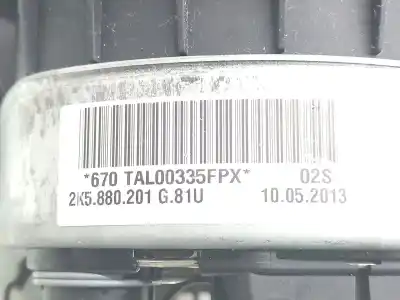 *670 TAL00335FPX* 02S
2K5.880.201 G.81U 10.05.2013